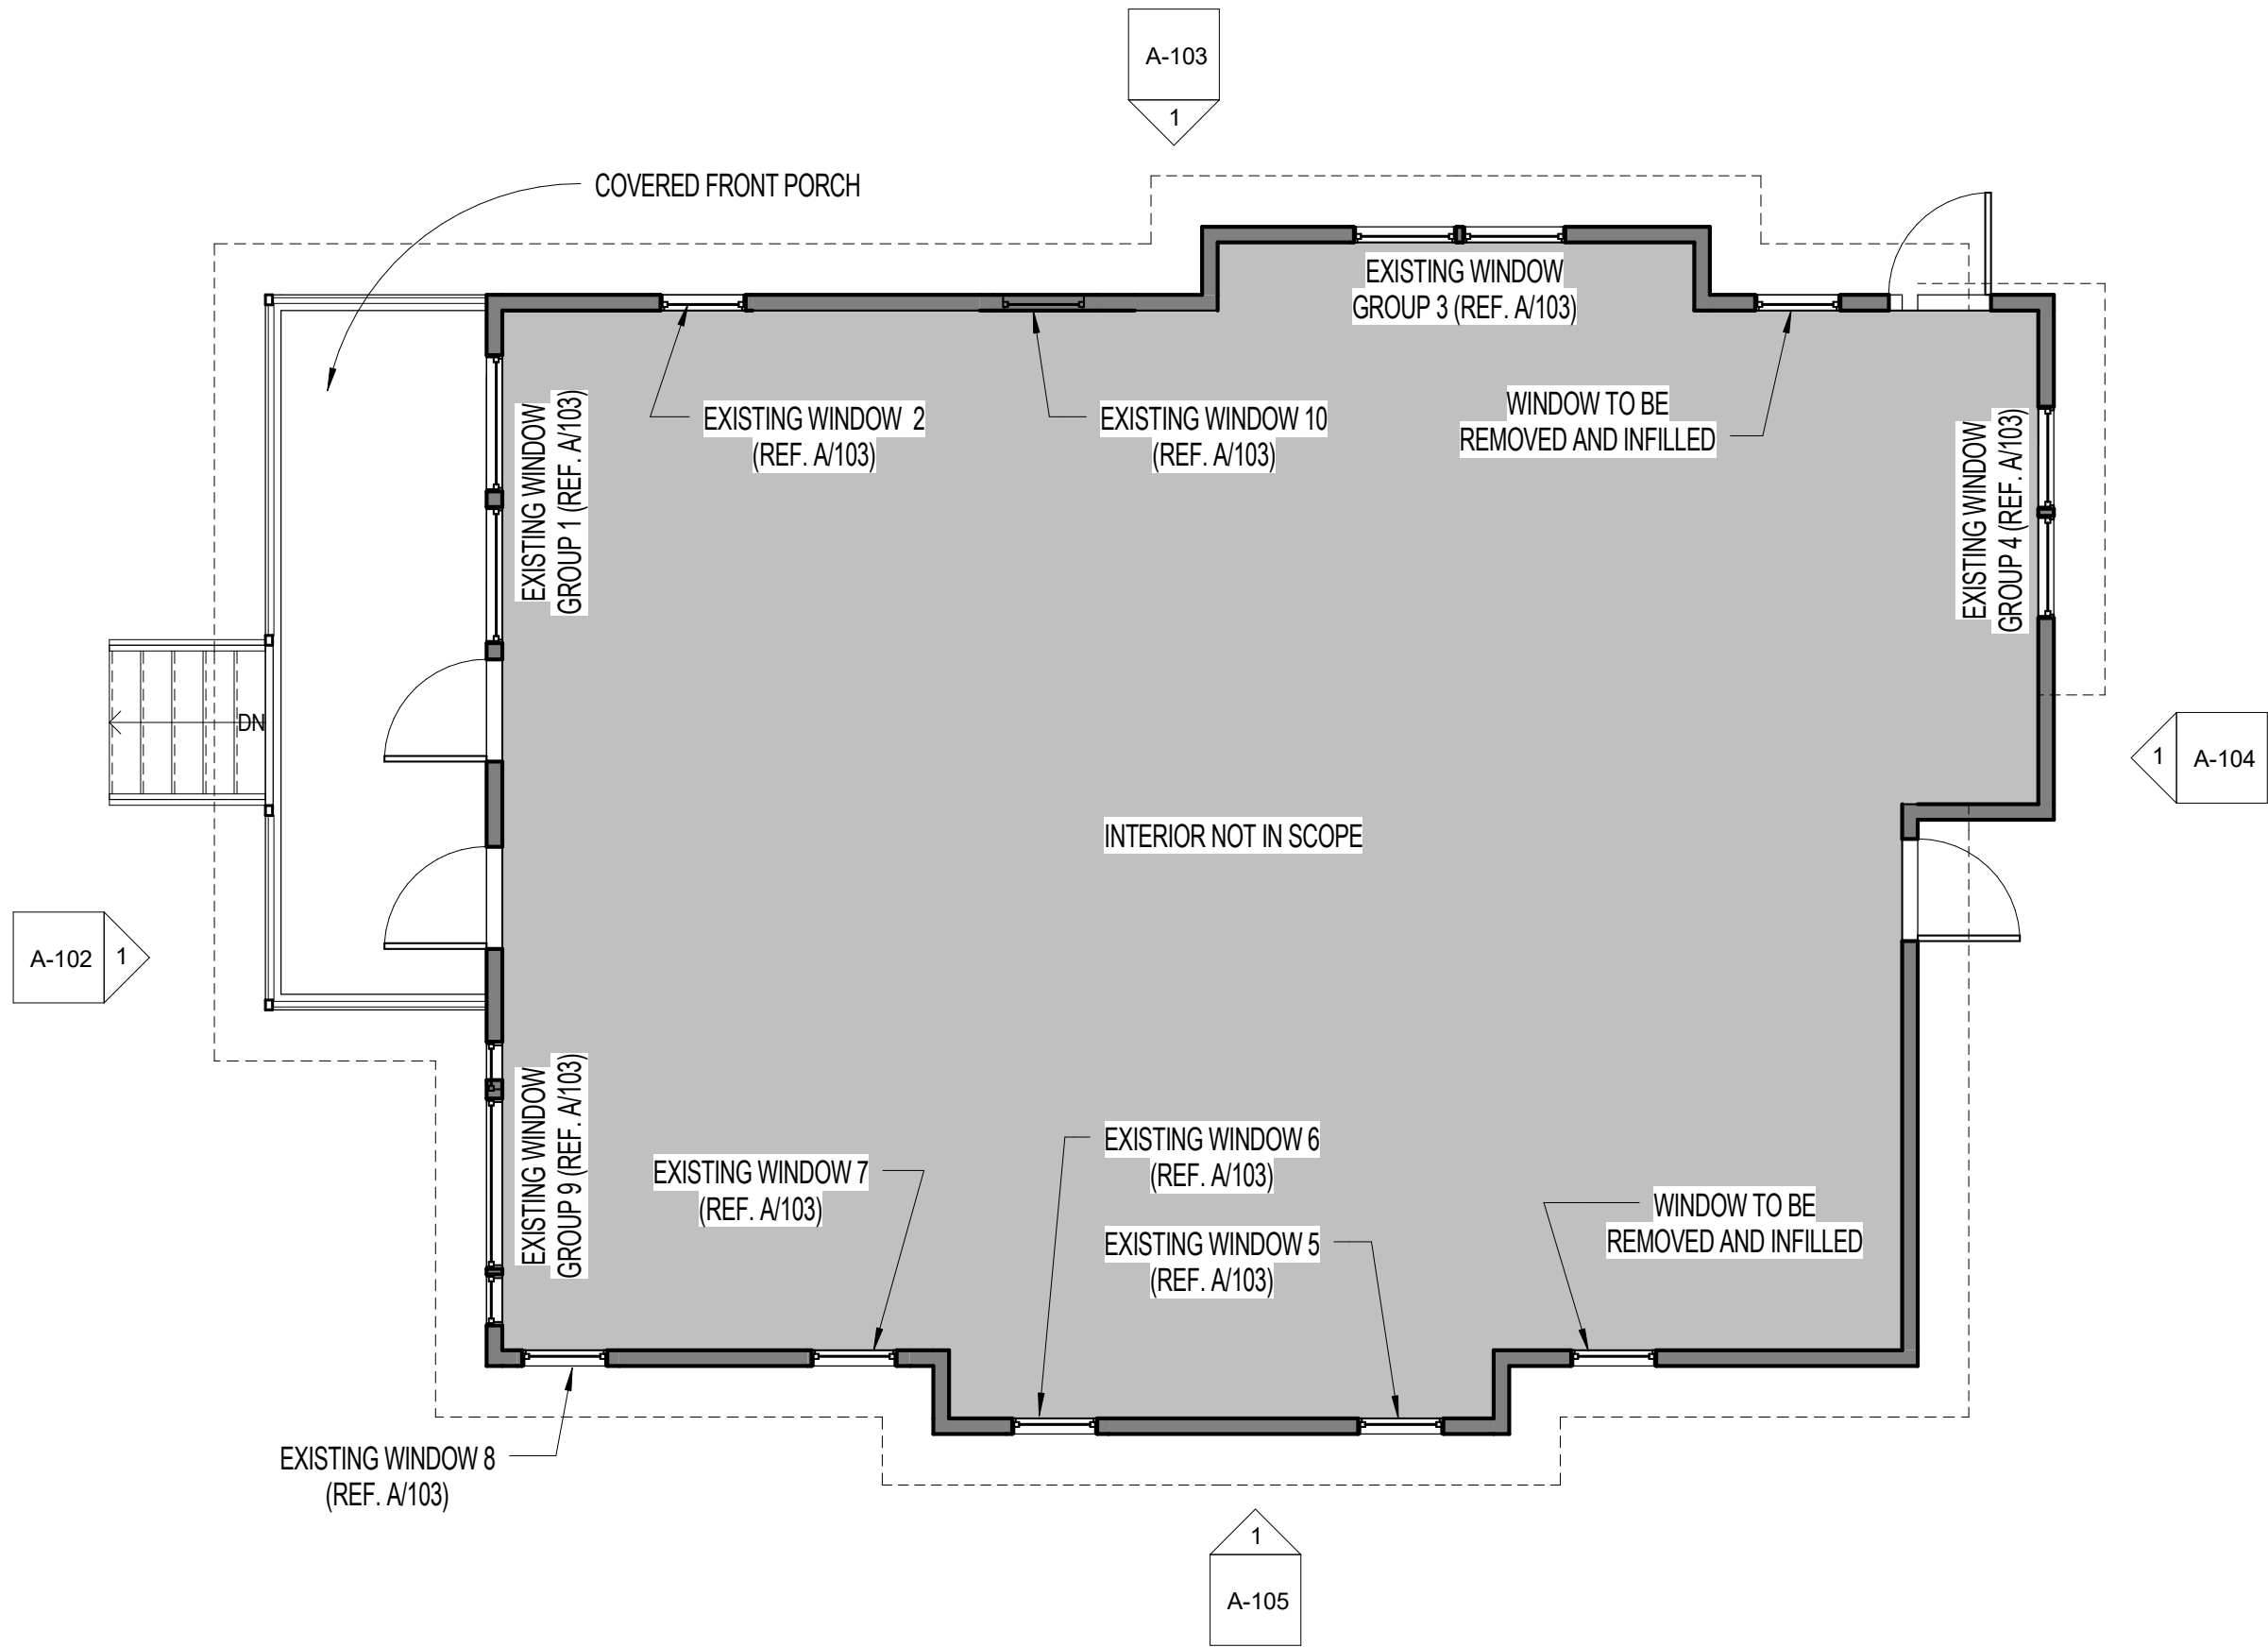 A-103
1
COVERED FRONT PORCH
EXISTING WINDOW
GROUP 3 (REF. A/103)
EXISTING WINDOW
GROUP 1 (REF. A/103)
EXISTING WINDOW  2
(REF. A/103)
EXISTING WINDOW 10
(REF. A/103)
WINDOW TO BE
REMOVED AND INFILLED
EXISTING WINDOW
GROUP 4 (REF. A/103)
DN
1
A-104
INTERIOR NOT IN SCOPE
A-102
1
EXISTING WINDOW
GROUP 9 (REF. A/103)
EXISTING WINDOW 7
(REF. A/103)
EXISTING WINDOW 6
(REF. A/103)
EXISTING WINDOW 5
(REF. A/103)
WINDOW TO BE
REMOVED AND INFILLED
EXISTING WINDOW 8
(REF. A/103)
1
A-105